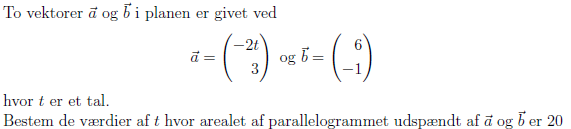 To vektorer $\vec{a}$ og $\vec{b}$ i planen er givet ved
$\vec{a} = \begin{pmatrix} -2t \\ 3 \end{pmatrix}$ og $\vec{b} = \begin{pmatrix} 6 \\ -1 \end{pmatrix}$
hvor $t$ er et tal.
Bestem de værdier af $t$ hvor arealet af parallelogrammet udspændt af $\vec{a}$ og $\vec{b}$ er 20